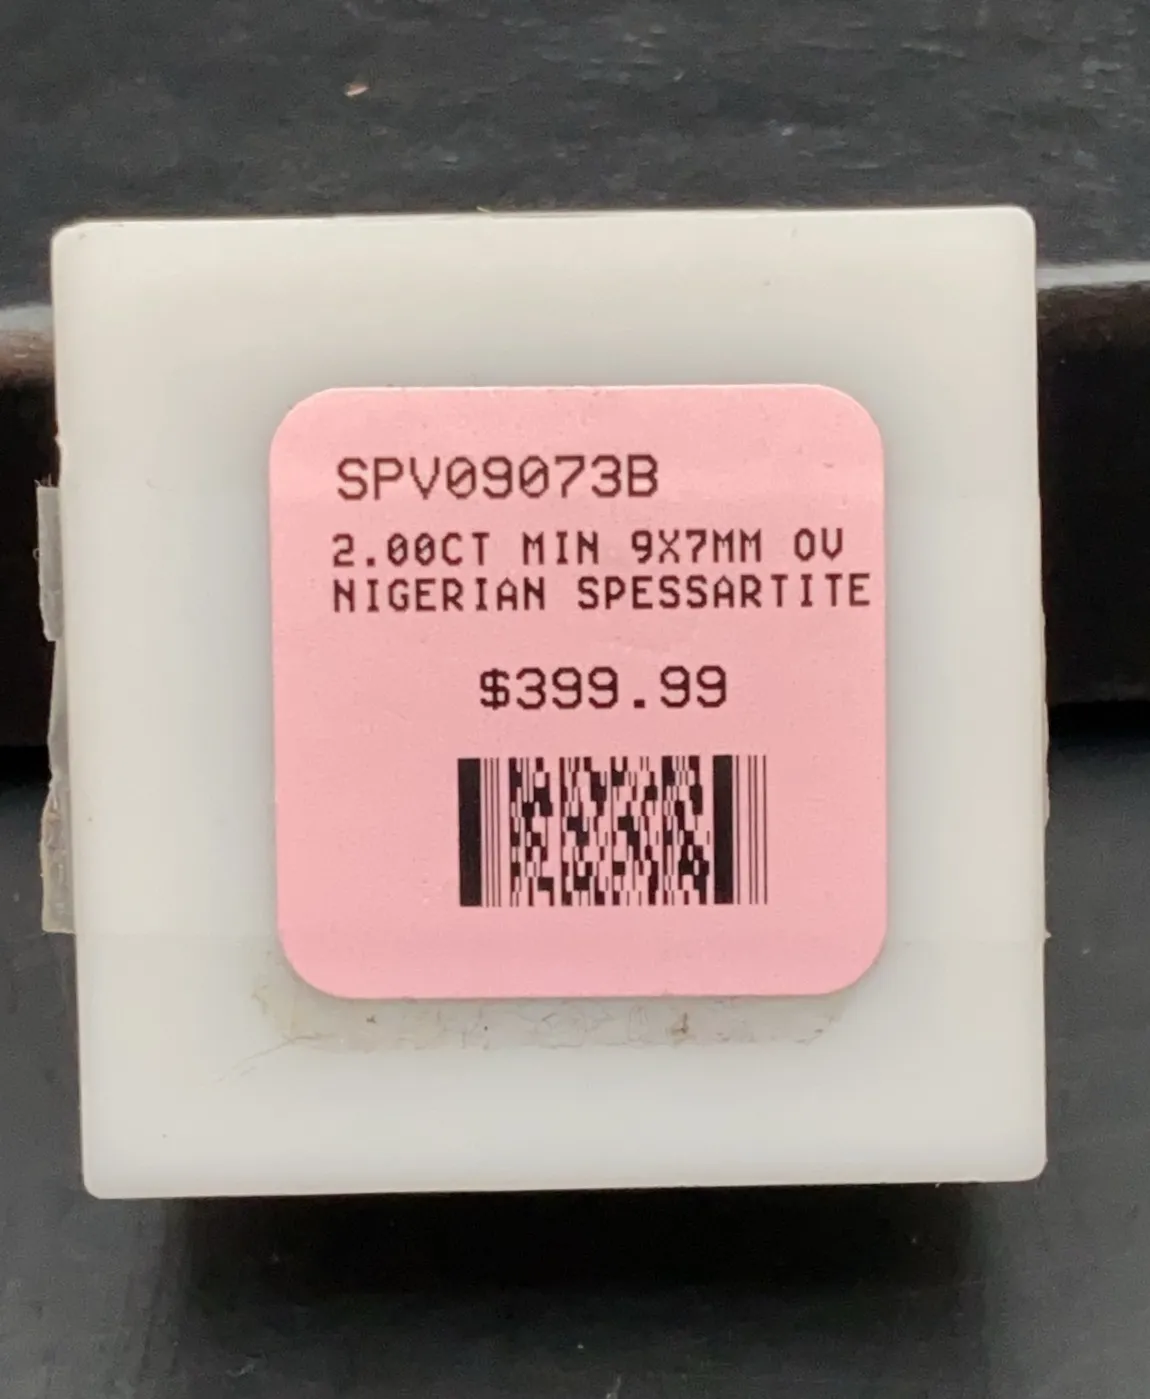 SPV09073B
2.00CT MIN 9X7MM OV
NIGERIAN SPESSARTITE
$399.99